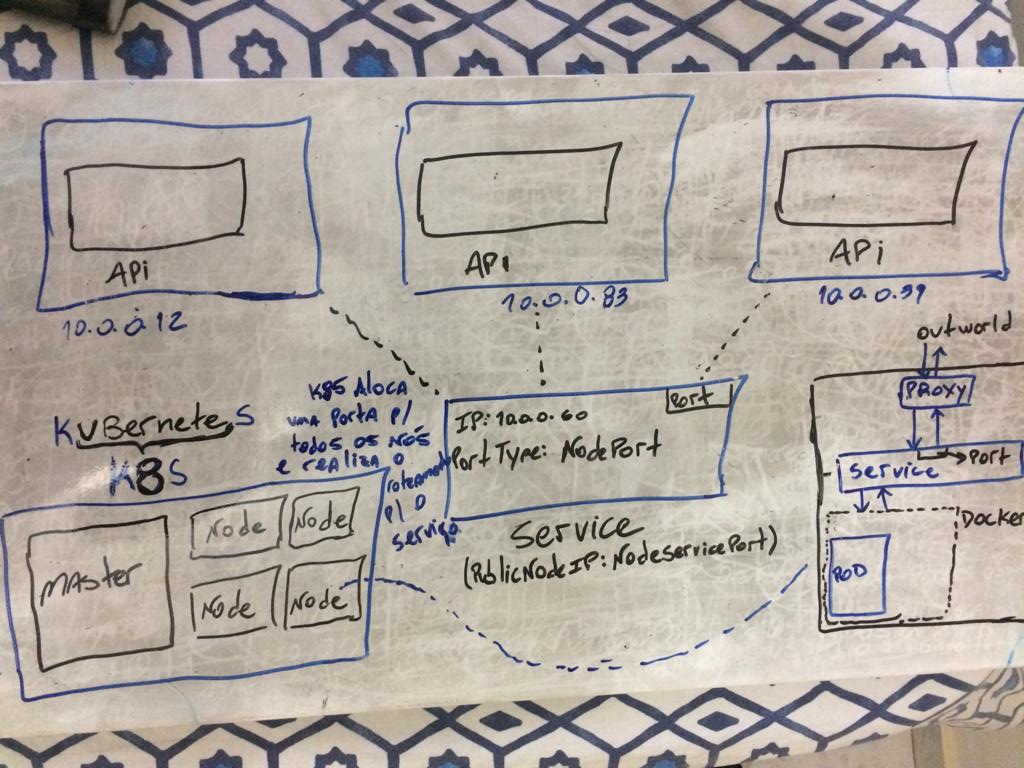 API
API
API
10.0.0.12
10.0.0.83
10.0.0.39
outworld
PROXY
Port
Service
Docker
POD
K8S Aloca
uma porta p/
todos os nós
e realiza o
roteamento
p/ o
serviço
IP: 10.0.0.60
Port
Port Type: NodePort
Service
(PublicNodeIP:NodeservicePort)
KUBerneteS
K8S
Master
Node
Node
Node
Node